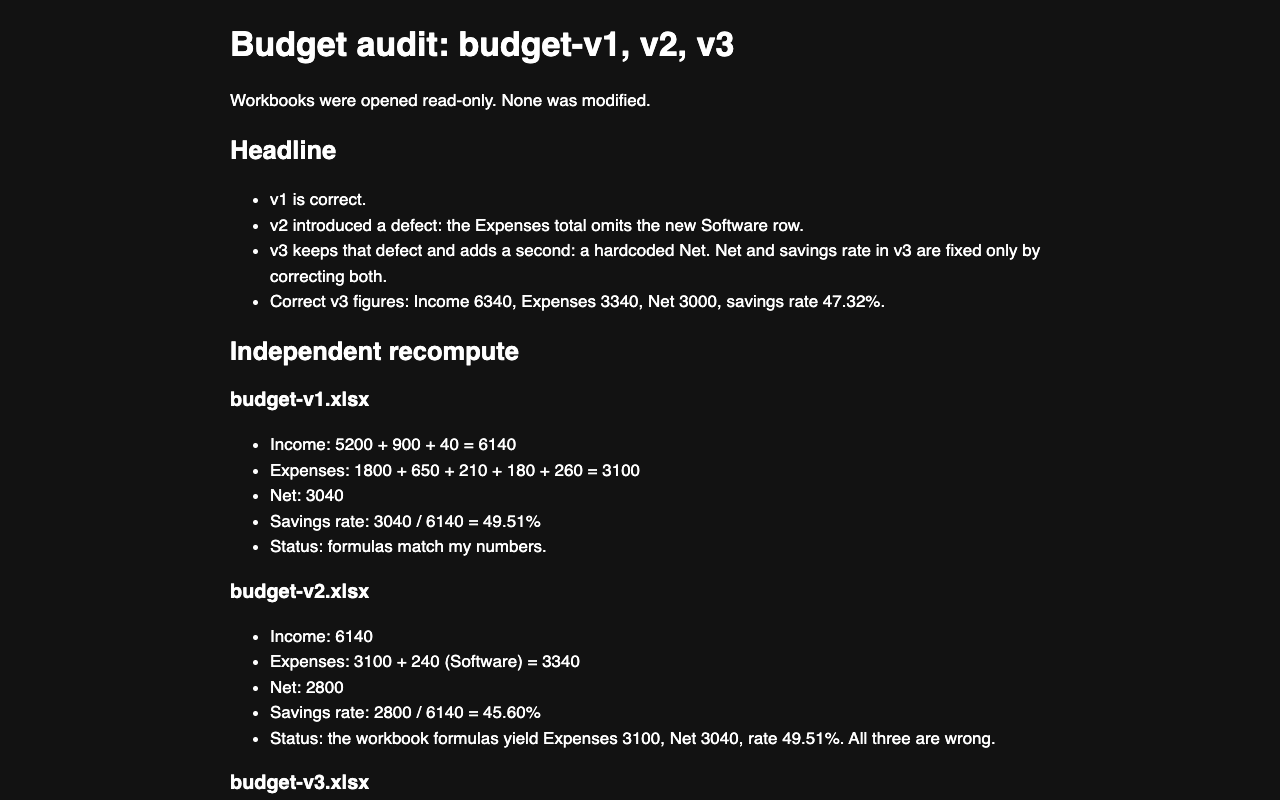 Budget audit: budget-v1, v2, v3
Workbooks were opened read-only. None was modified.
Headline
• v1 is correct.
• v2 introduced a defect: the Expenses total omits the new Software row.
• v3 keeps that defect and adds a second: a hardcoded Net. Net and savings rate in v3 are fixed only by
correcting both.
• Correct v3 figures: Income 6340, Expenses 3340, Net 3000, savings rate 47.32%.
Independent recompute
budget-v1.xlsx
• Income: 5200 + 900 + 40 = 6140
• Expenses: 1800 + 650 + 210 + 180 + 260 = 3100
• Net: 3040
• Savings rate: 3040 / 6140 = 49.51%
• Status: formulas match my numbers.
budget-v2.xlsx
• Income: 6140
• Expenses: 3100 + 240 (Software) = 3340
• Net: 2800
• Savings rate: 2800 / 6140 = 45.60%
• Status: the workbook formulas yield Expenses 3100, Net 3040, rate 49.51%. All three are wrong.
budget-v3.xlsx